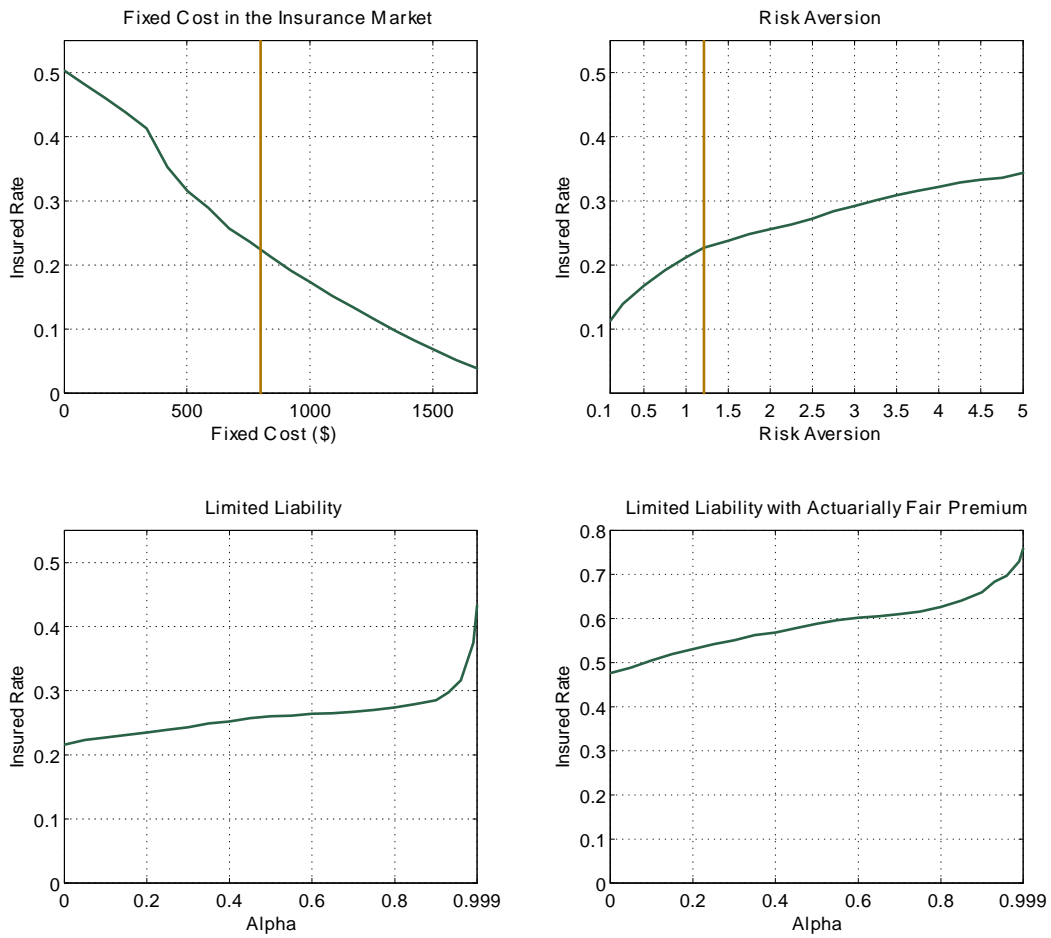 Fixed Cost in the Insurance Market
0.5
0.4
0.3
0.2
0.1
0
Insured Rate
0 500 1000 1500
Fixed Cost ($)
Risk Aversion
0.5
0.4
0.3
0.2
0.1
Insured Rate
0.1 0.5 1 1.5 2 2.5 3 3.5 4 4.5 5
Risk Aversion
Limited Liability
0.5
0.4
0.3
0.2
0.1
0
Insured Rate
0 0.2 0.4 0.6 0.8 0.999
Alpha
Limited Liability with Actuarially Fair Premium
0.8
0.7
0.6
0.5
0.4
0.3
0.2
0.1
0
Insured Rate
0 0.2 0.4 0.6 0.8 0.999
Alpha